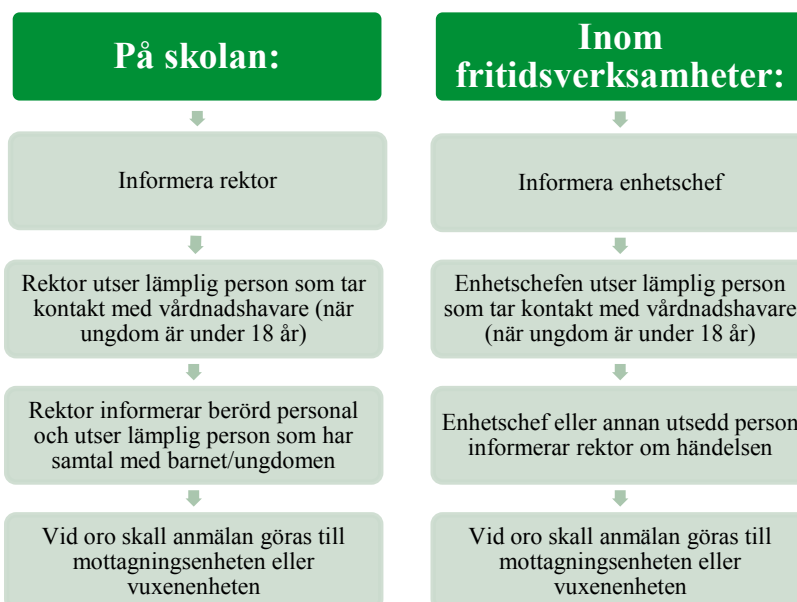 På skolan:
Informera rektor
Rektor utser lämplig person som tar
kontakt med vårdnadshavare (när
ungdom är under 18 år)
Rektor informerar berörd personal
och utser lämplig person som har
samtal med barnet/ungdomen
Vid oro skall anmälan göras till
mottagningsenheten eller
vuxenenheten
Inom
fritidsverksamheter:
Informera enhetschef
Enhetschefen utser lämplig person
som tar kontakt med vårdnadshavare
(när ungdom är under 18 år)
Enhetschef eller annan utsedd person
informerar rektor om händelsen
Vid oro skall anmälan göras till
mottagningsenheten eller
vuxenenheten